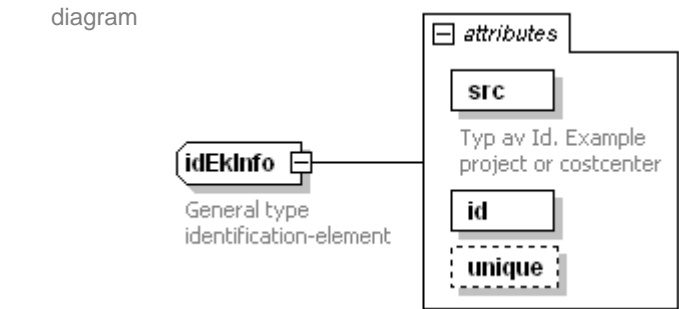 diagram
attributes
src
Typ av Id. Example
project or costcenter
idEkInfo
General type
identification-element
id
unique